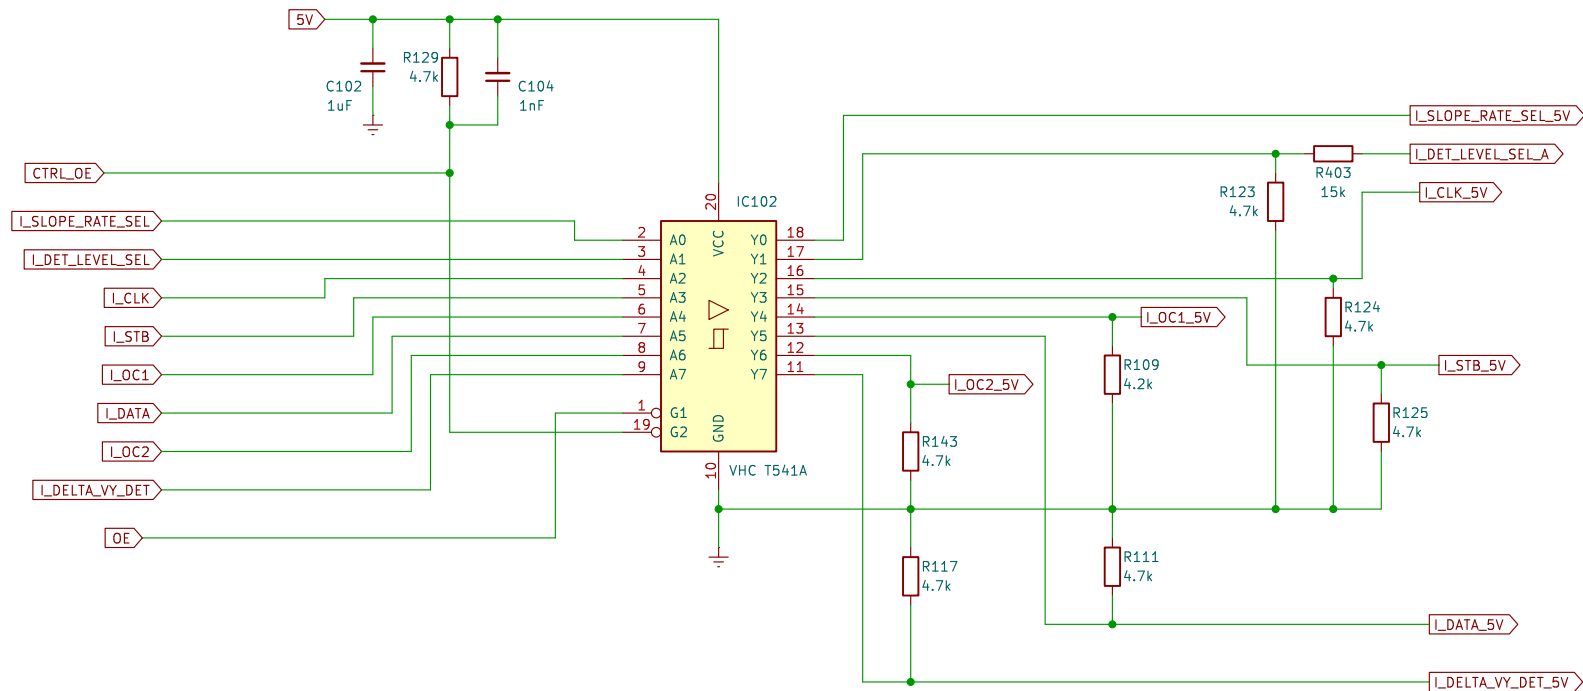 5V
R129
4.7k
C102
1uF
C104
1nF
I_SLOPE_RATE_SEL_5V
I_DET_LEVEL_SEL_A
R403
15k
CTRL_OE
R123
4.7k
I_CLK_5V
20
IC102
I_SLOPE_RATE_SEL
2
A0
VCC
Y0
18
I_DET_LEVEL_SEL
3
A1
Y1
17
4
A2
Y2
16
I_CLK
5
A3
Y3
15
6
A4
Y4
14
I_OC1_5V
R124
4.7k
I_STB
7
A5
Y5
13
8
A6
Y6
12
I_OC1
9
A7
Y7
11
R109
4.2k
I_STB_5V
I_OC2_5V
I_DATA
1
G1
19
G2
GND
R125
4.7k
I_OC2
R143
4.7k
10
VHC T541A
I_DELTA_VY_DET
OE
R117
4.7k
R111
4.7k
I_DATA_5V
I_DELTA_VY_DET_5V